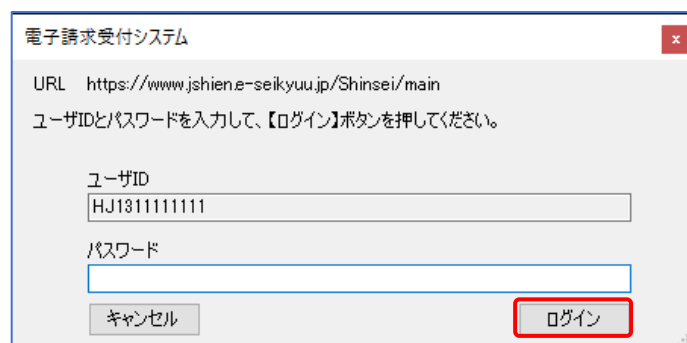 電子請求受付システム
x
URL https://www.jshien.e-seikyuu.jp/Shinsei/main
ユーザIDとパスワードを入力して、【ログイン】ボタンを押してください。
ユーザID
HJ1311111111
パスワード
キャンセル ログイン